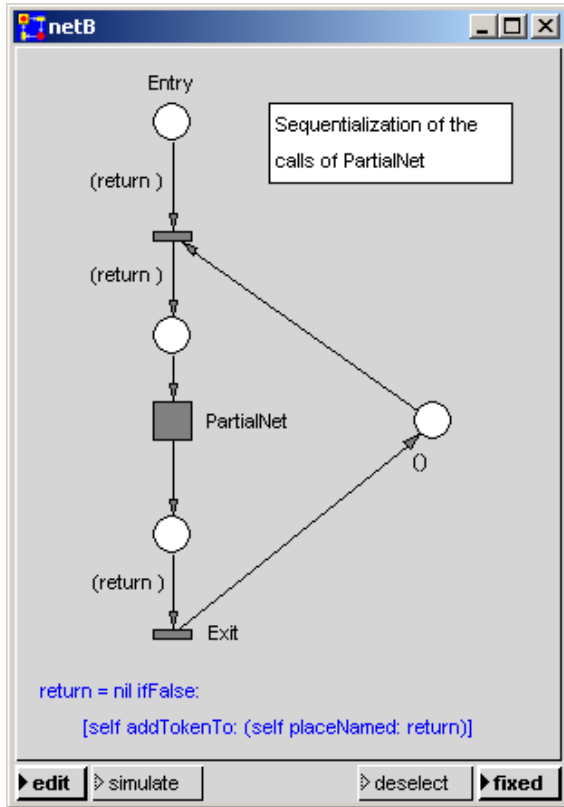 netB
Entry
Sequentialization of the
calls of PartialNet
(return )
(return )
PartialNet
()
(return )
Exit
return = nil ifFalse:
[self addTokenTo: (self placeNamed: return)]
edit simulate deselect fixed